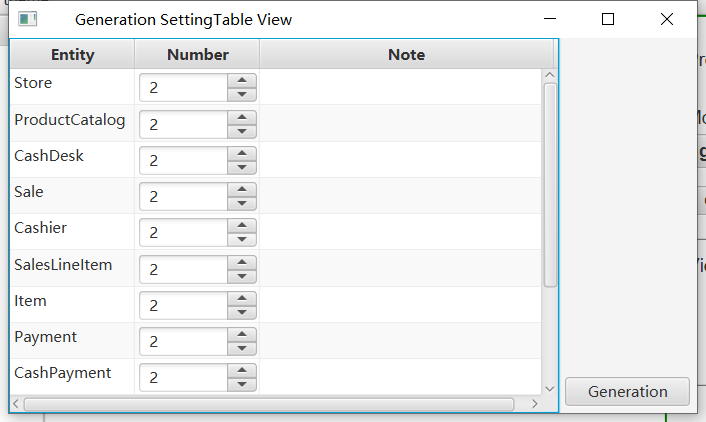 Generation SettingTable View
Entity Number Note
Store 2
ProductCatalog 2
CashDesk 2
Sale 2
Cashier 2
SalesLineItem 2
Item 2
Payment 2
CashPayment 2
Generation